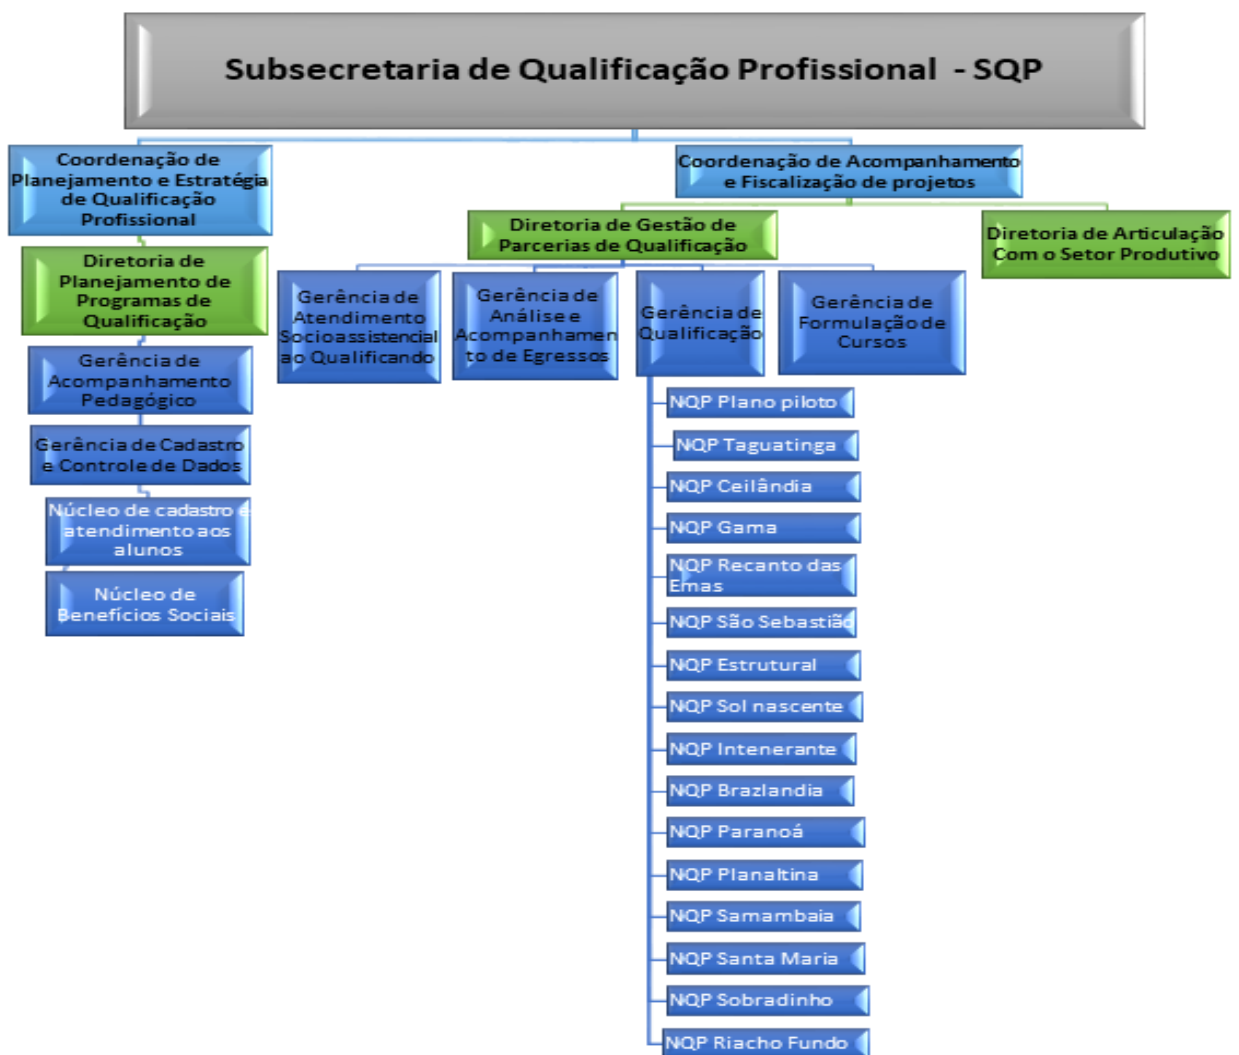 Subsecretaria de Qualificação Profissional - SQP
Coordenação de
Planejamento e Estratégia
de Qualificação
Profissional
Diretoria de
Planejamento de
Programas de
Qualificação
Gerência de
Acompanhamento
Pedagógico
Gerência de Cadastro
e Controle de Dados
Núcleo de cadastro e
atendimento aos
alunos
Núcleo de
Benefícios Sociais
Coordenação de Acompanhamento
e Fiscalização de projetos
Diretoria de Gestão de
Parcerias de Qualificação
Gerência de
Atendimento
Socioassistencial
ao Qualificando
Gerência de
Análise e
Acompanhamen
to de Egressos
Gerência de
Qualificação
Gerência de
Formulação de
Cursos
NQP Plano piloto
NQP Taguatinga
NQP Ceilândia
NQP Gama
NQP Recanto das
Emas
NQP São Sebastião
NQP Estrutural
NQP Sol nascente
NQP Intenerante
NQP Brazlandia
NQP Paranoá
NQP Planaltina
NQP Samambaia
NQP Santa Maria
NQP Sobradinho
NQP Riacho Fundo
Diretoria de Articulação
Com o Setor Produtivo